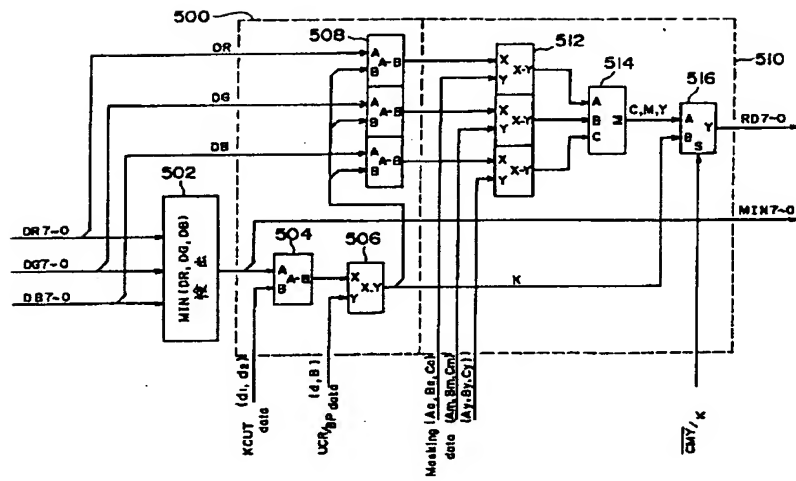 500
508
DR
A
B
A-B
DG
A
B
A-B
DB
A
B
A-B
512
X
Y
X-Y
X
Y
X-Y
X
Y
X-Y
514
A
B
C
M
C,M,Y
516
510
A
B
S
Y
RD7-0
502
DR7-0
DG7-0
DB7-0
MIN(DR, DG, DB)
検出
504
A
B
A-B
506
X
Y
X.Y
MIN7-0
K
KCUT (d1, d2)
data
UCR/BP data (d, B)
Masking (Ac, Bc, Cc)
data (Am, Bm, Cm)
(Ay, By, Cy)
CMY/K